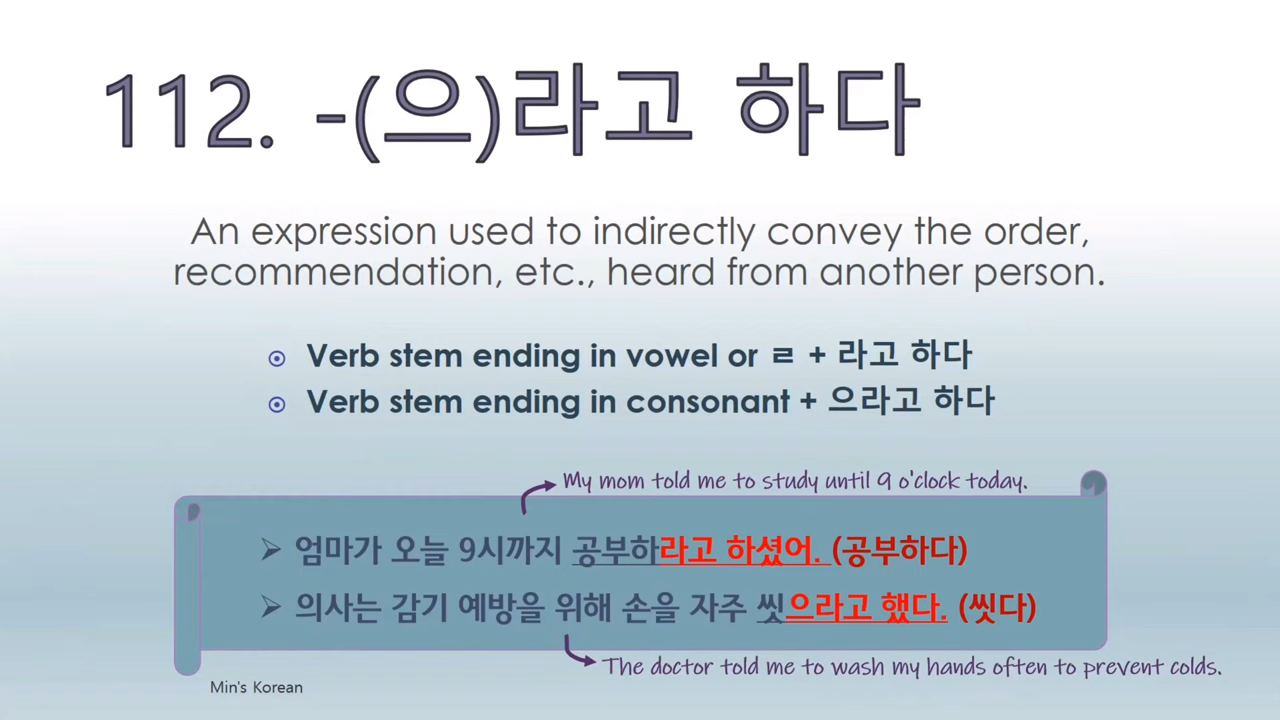 112. -(으)라고 하다
An expression used to indirectly convey the order,
recommendation, etc., heard from another person.
Verb stem ending in vowel or ㄹ + 라고 하다
Verb stem ending in consonant + 으라고 하다
My mom told me to study until 9 o'clock today.
엄마가 오늘 9시까지 공부하라고 하셨어. (공부하다)
의사는 감기 예방을 위해 손을 자주 씻으라고 했다. (씻다)
The doctor told me to wash my hands often to prevent colds.
Min's Korean